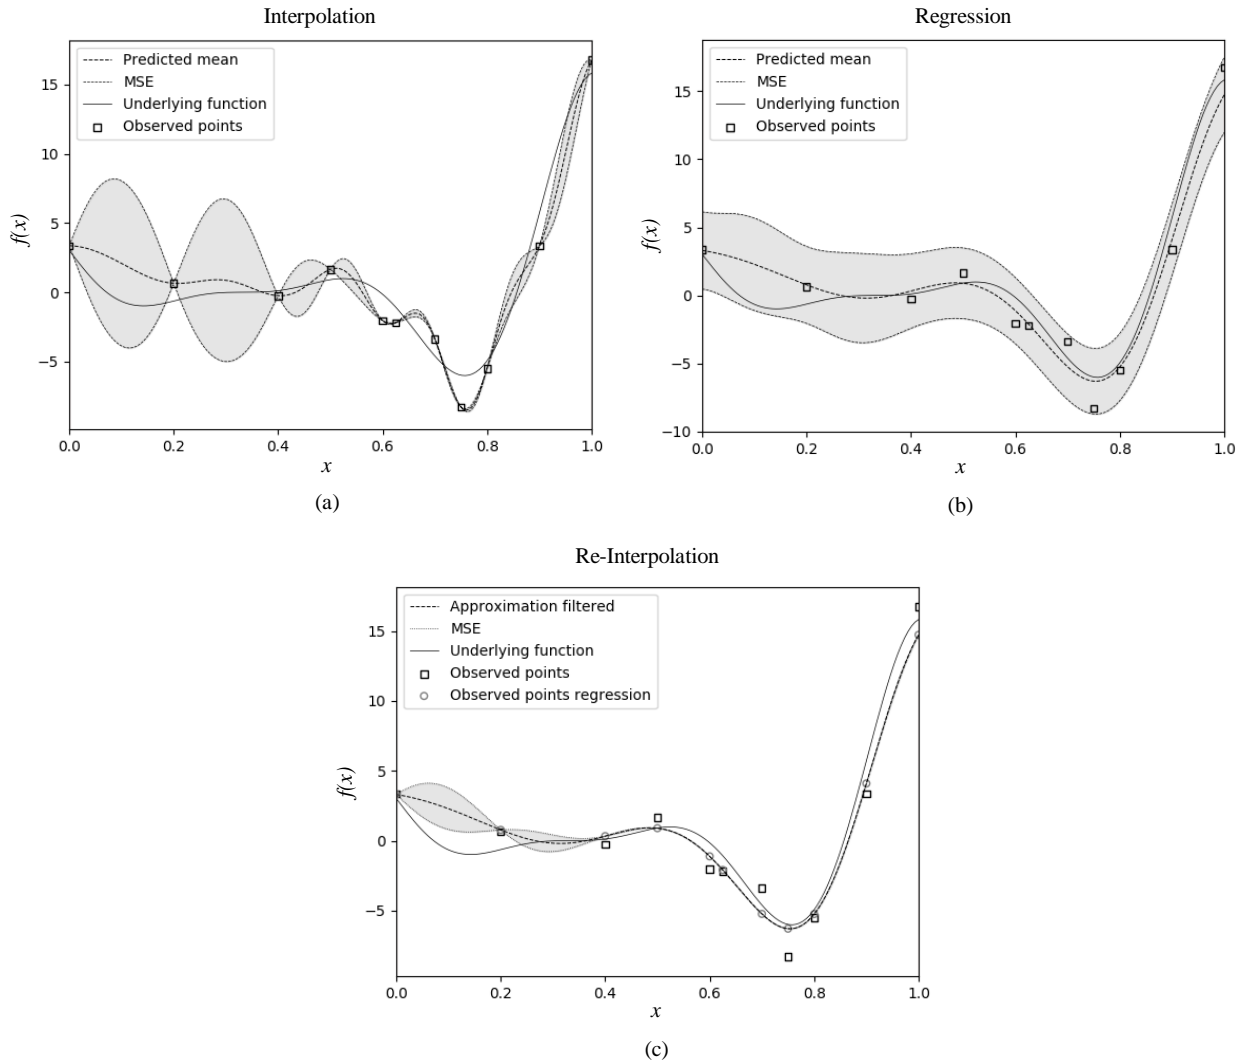 Interpolation
Predicted mean
MSE
Underlying function
Observed points
15
10
5
0
−5
f(x)
0.0 0.2 0.4 0.6 0.8 1.0
x
(a)
Regression
Predicted mean
MSE
Underlying function
Observed points
15
10
5
0
−5
−10
f(x)
0.0 0.2 0.4 0.6 0.8 1.0
x
(b)
Re-Interpolation
Approximation filtered
MSE
Underlying function
Observed points
Observed points regression
15
10
5
0
−5
f(x)
0.0 0.2 0.4 0.6 0.8 1.0
x
(c)